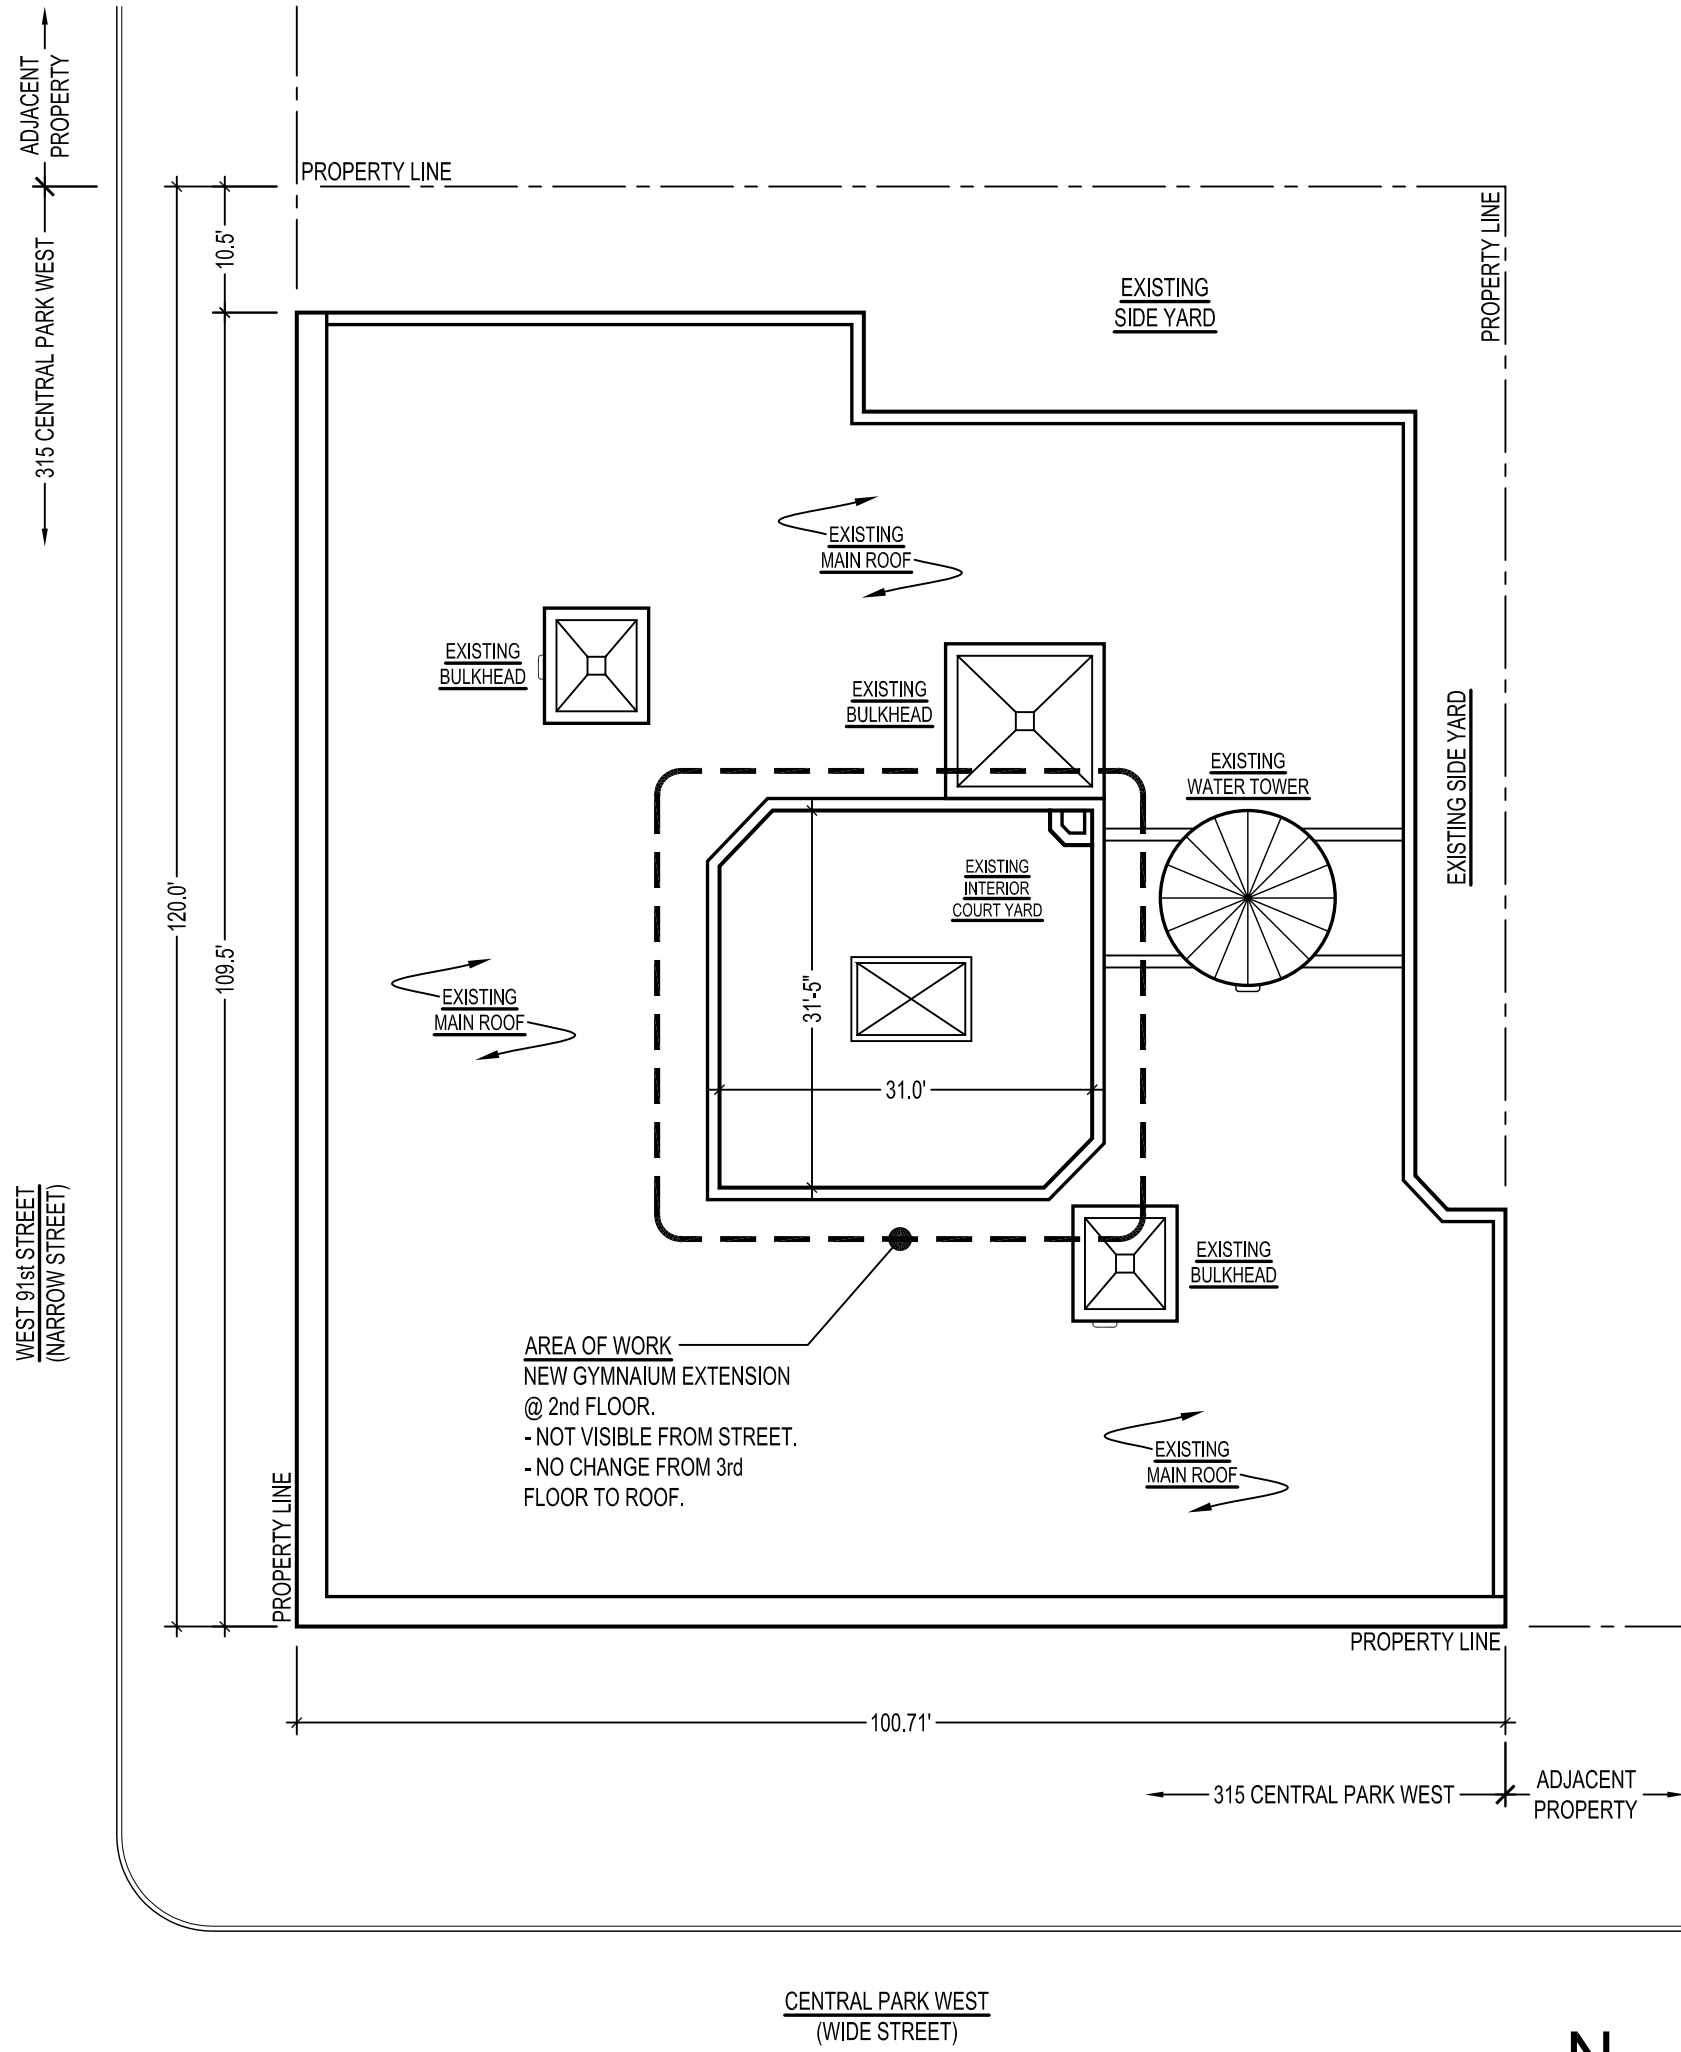 ADJACENT
PROPERTY
315 CENTRAL PARK WEST
PROPERTY LINE
PROPERTY LINE
10.5'
EXISTING
SIDE YARD
EXISTING
MAIN ROOF
EXISTING
BULKHEAD
EXISTING
BULKHEAD
EXISTING
WATER TOWER
EXISTING SIDE YARD
120.0'
109.5'
EXISTING
INTERIOR
COURT YARD
31'-5"
31.0'
EXISTING
MAIN ROOF
WEST 91st STREET
(NARROW STREET)
EXISTING
BULKHEAD
AREA OF WORK
NEW GYMNAIUM EXTENSION
@ 2nd FLOOR.
- NOT VISIBLE FROM STREET.
- NO CHANGE FROM 3rd
FLOOR TO ROOF.
EXISTING
MAIN ROOF
PROPERTY LINE
PROPERTY LINE
100.71'
315 CENTRAL PARK WEST
ADJACENT
PROPERTY
CENTRAL PARK WEST
(WIDE STREET)
N